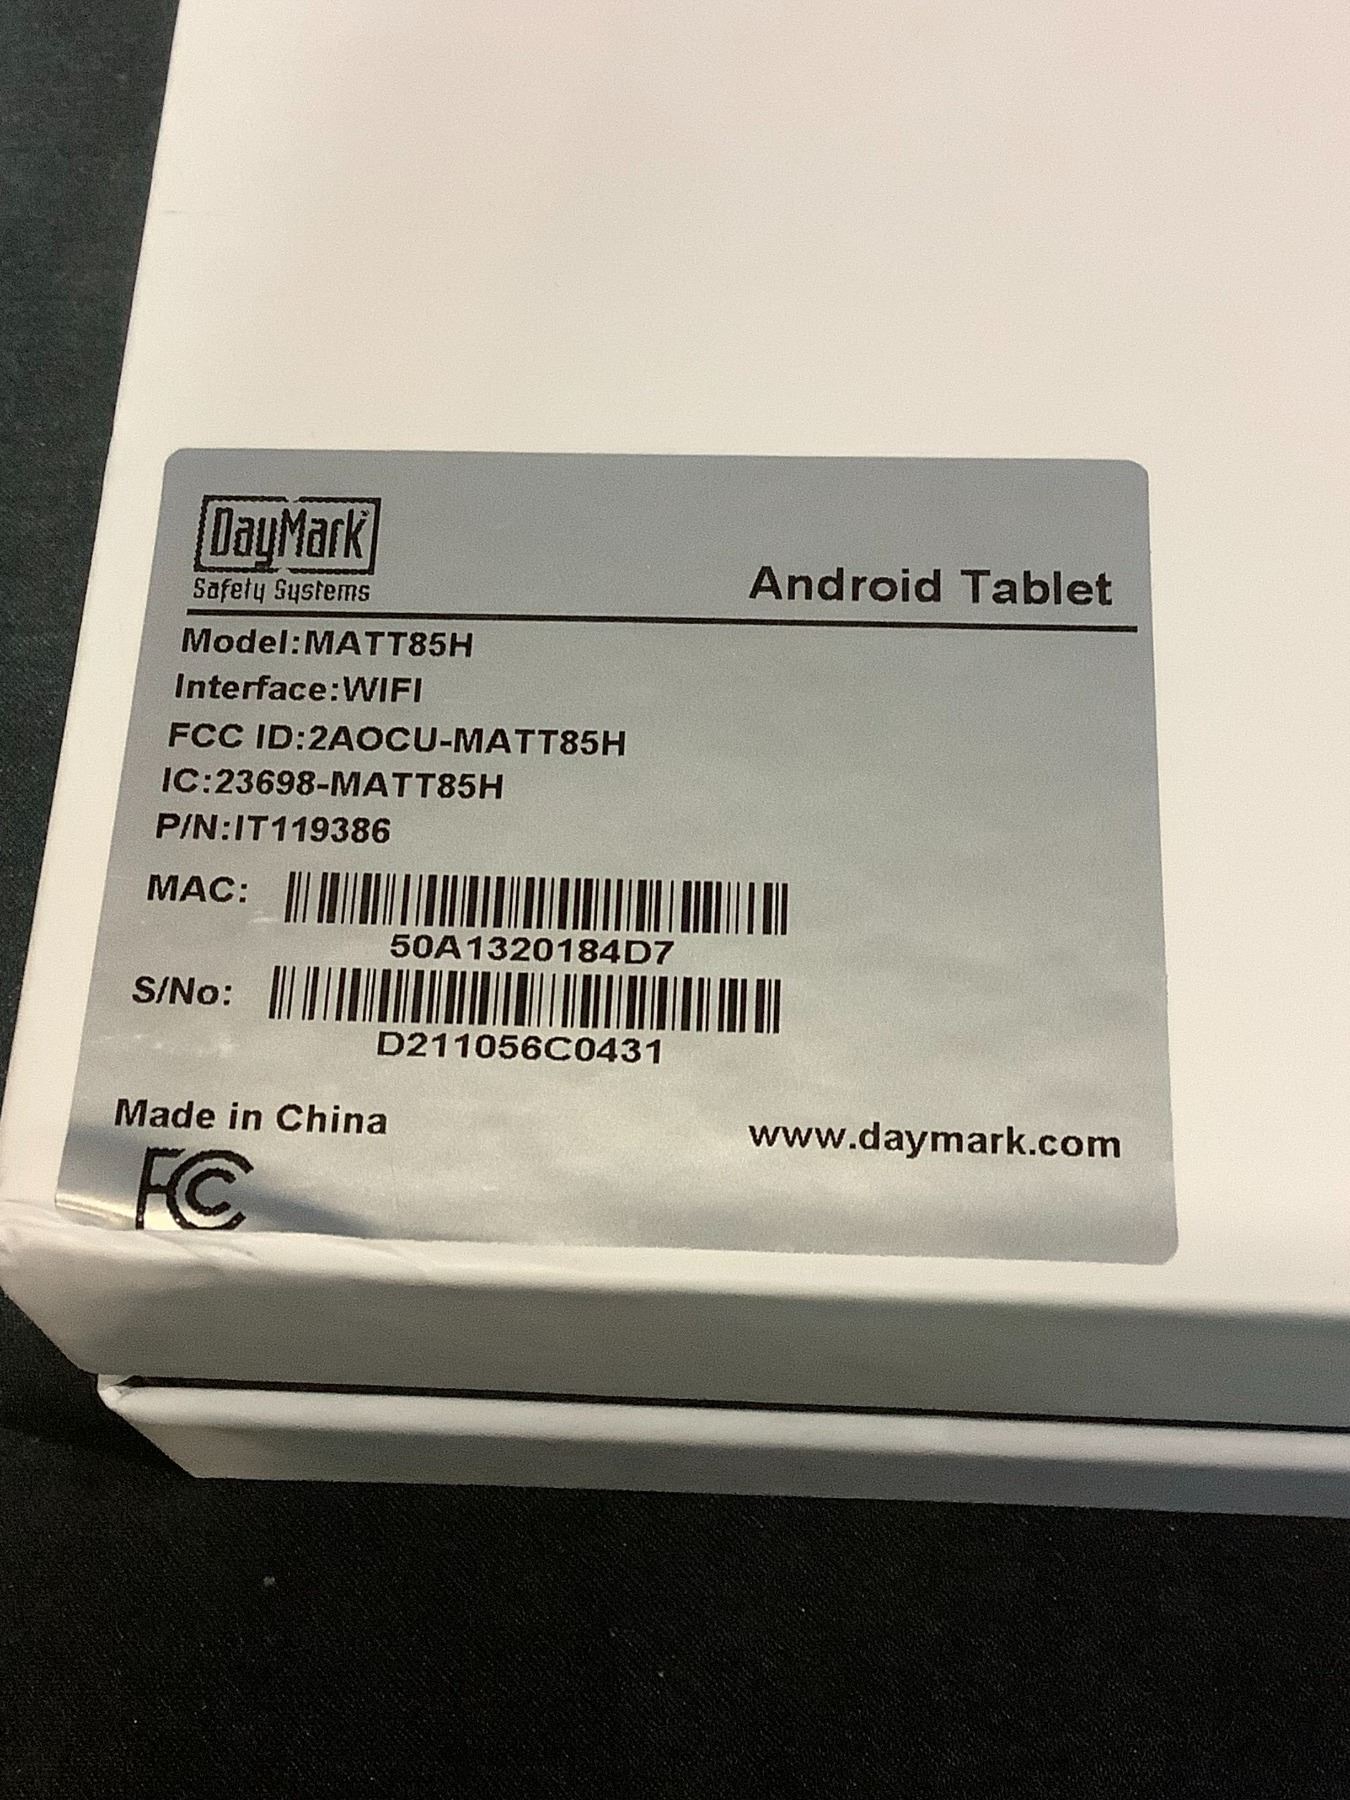 DayMark™
Safety Systems
Android Tablet
Model:MATT85H
Interface:WIFI
FCC ID:2AOCU-MATT85H
IC:23698-MATT85H
P/N:IT119386
MAC:
50A1320184D7
S/No:
D211056C0431
Made in China
www.daymark.com
FC